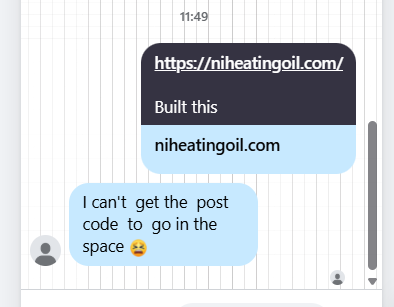 11:49
https://niheatingoil.com/
Built this
niheatingoil.com
I can't get the post
code to go in the
space 😫